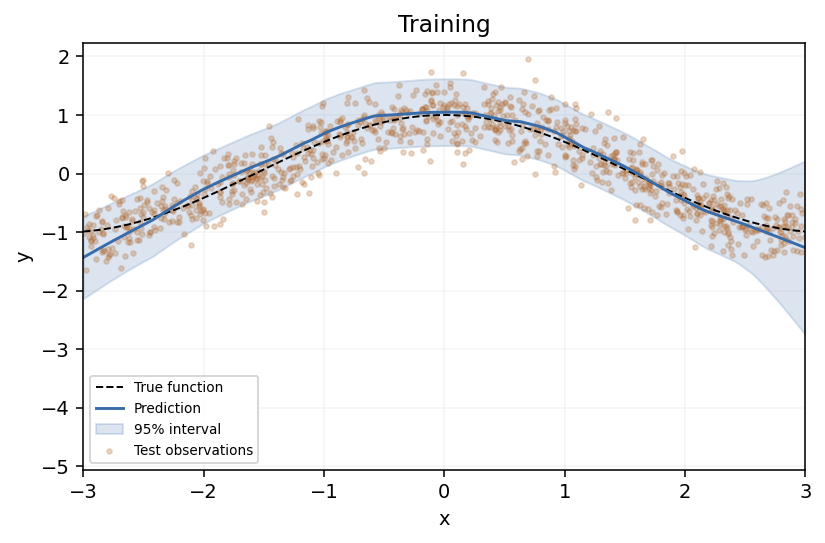 Training
2
1
0
−1
−2
−3
−4
−5
y
True function
Prediction
95% interval
Test observations
−3 −2 −1 0 1 2 3
x